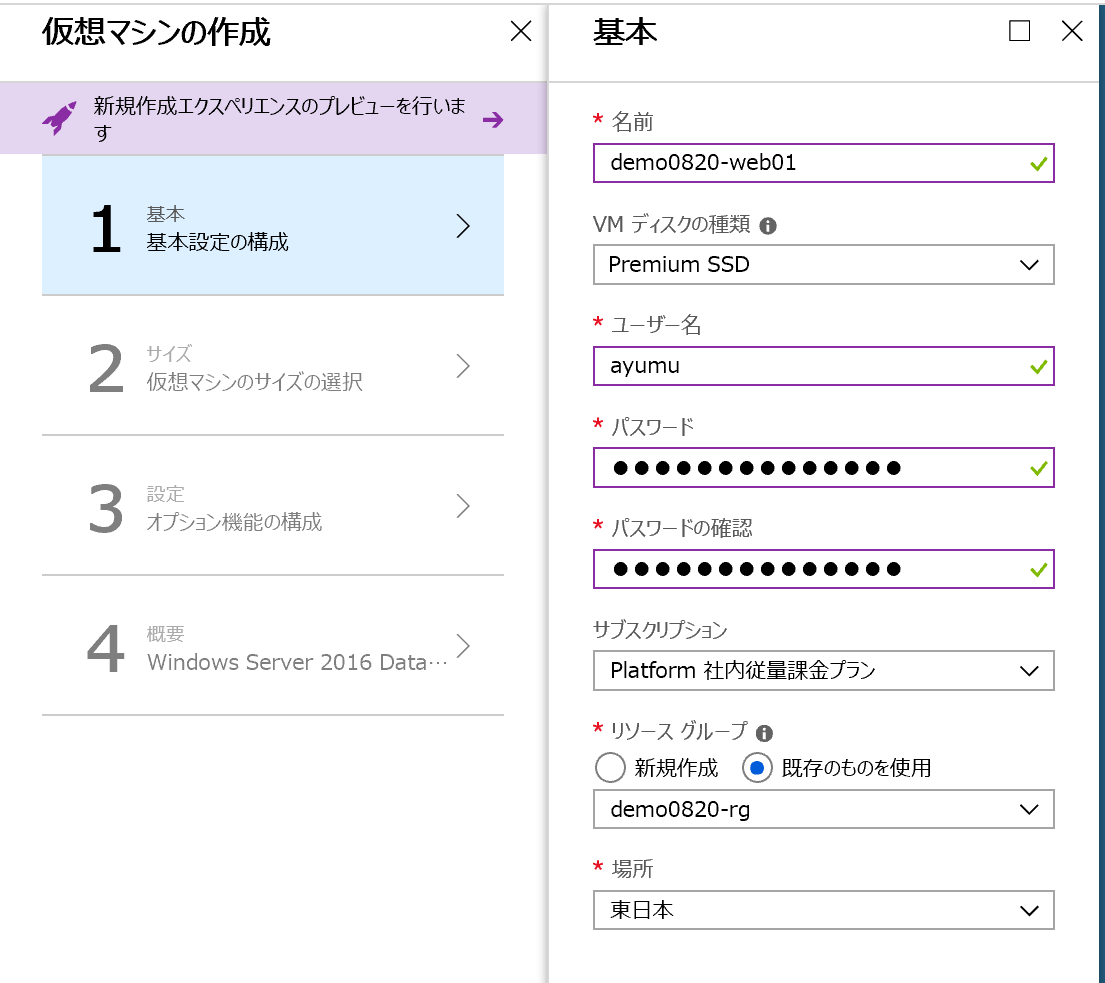 仮想マシンの作成
新規作成エクスペリエンスのプレビューを行いま
す
1
基本
基本設定の構成
2
サイズ
仮想マシンのサイズの選択
3
設定
オプション機能の構成
4
概要
Windows Server 2016 Data…
基本
* 名前
demo0820-web01
VM ディスクの種類
Premium SSD
* ユーザー名
ayumu
* パスワード
●●●●●●●●●●●●●●
* パスワードの確認
●●●●●●●●●●●●●●
サブスクリプション
Platform 社内従量課金プラン
* リソース グループ
新規作成 既存のものを使用
demo0820-rg
* 場所
東日本